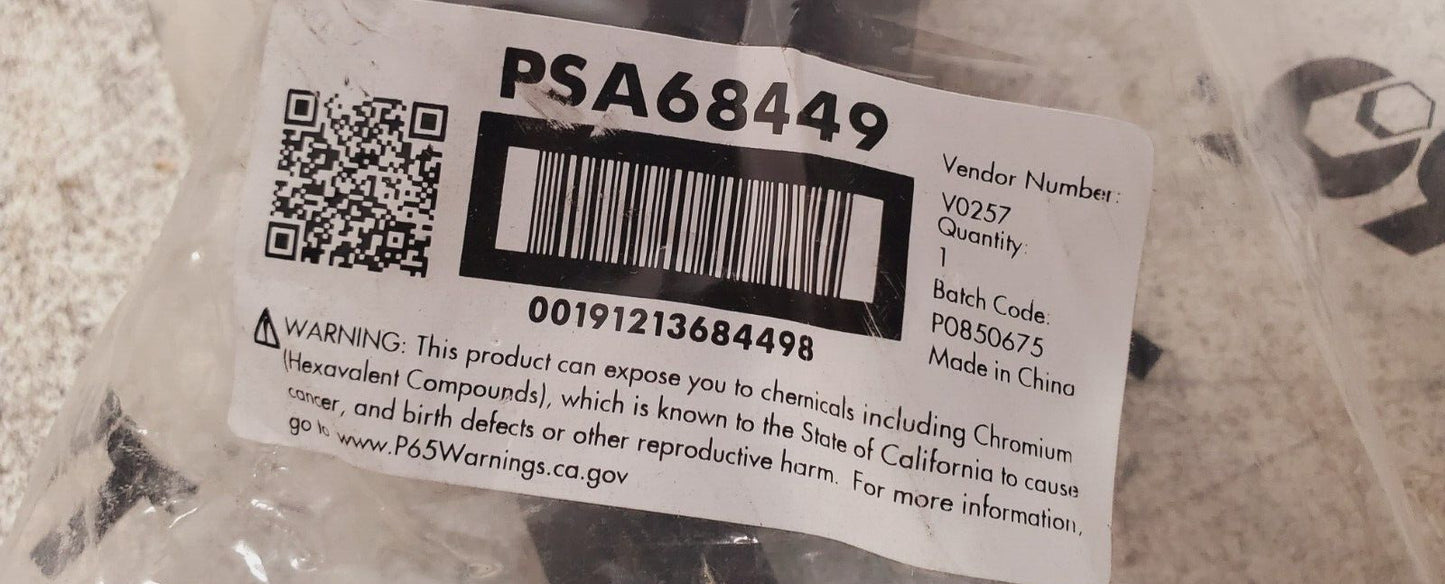 PSA68449
00191213684498
Vendor Number:
V0257
Quantity:
1
Batch Code:
P0850675
Made in China
WARNING: This product can expose you to chemicals including Chromium
(Hexavalent Compounds), which is known to the State of California to cause
cancer, and birth defects or other reproductive harm. For more information,
go to www.P65Warnings.ca.gov